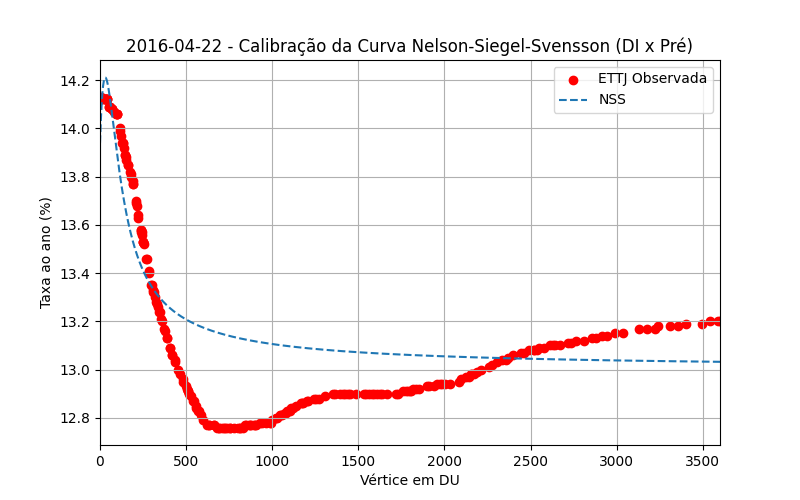 2016-04-22 - Calibração da Curva Nelson-Siegel-Svensson (DI x Pré)
ETTJ Observada
NSS
Taxa ao ano (%)
14.2
14.0
13.8
13.6
13.4
13.2
13.0
12.8
0 500 1000 1500 2000 2500 3000 3500
Vértice em DU